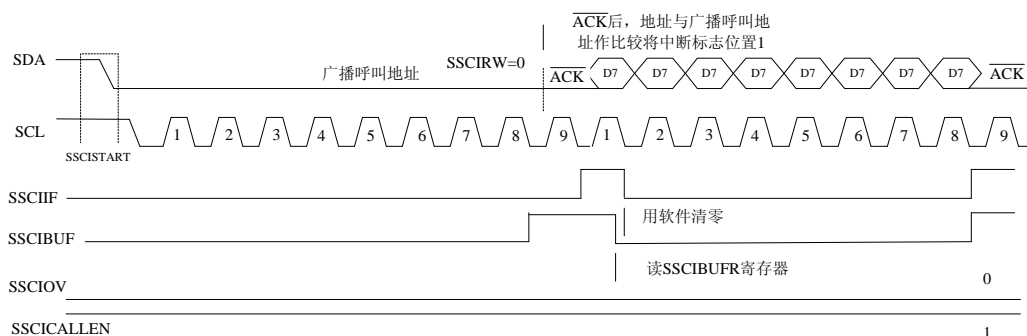 ACK后，地址与广播呼叫地
址作比较将中断标志位置1
SDA
广播呼叫地址
SSCIRW=0
ACK
D7 D7 D7 D7 D7 D7 D7 D7
ACK
SCL
1 2 3 4 5 6 7 8 9 1 2 3 4 5 6 7 8 9
SSCISTART
SSCIIF
用软件清零
SSCIBUF
读SSCIBUFR寄存器
SSCIOV
0
SSCICALLEN
1